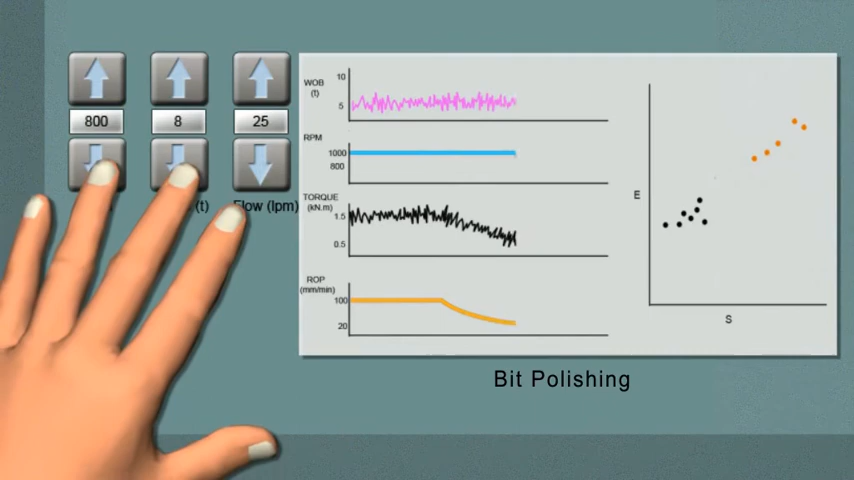 800
8
25
(t)
Flow (lpm)
WOB
(t)
10
5
RPM
1000
800
TORQUE
(kN.m)
1.5
0.5
ROP
(mm/min)
100
20
E
S
Bit Polishing